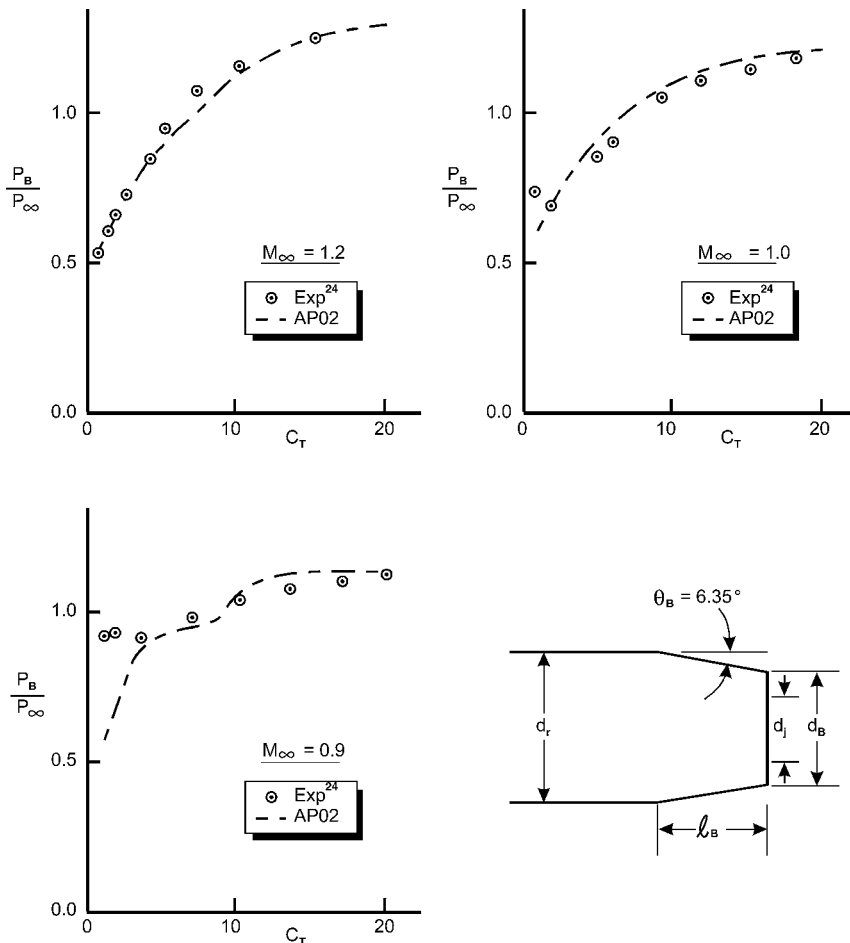 1.0
P_B
P_∞
0.5
M_∞ = 1.2
Exp^24
AP02
0.0
0
10
20
C_T
1.0
P_B
P_∞
0.5
M_∞ = 1.0
Exp^24
AP02
0.0
0
10
20
C_T
1.0
P_B
P_∞
0.5
M_∞ = 0.9
Exp^24
AP02
0.0
0
10
20
C_T
θ_B = 6.35°
d_r
d_j
d_B
ℓ_B